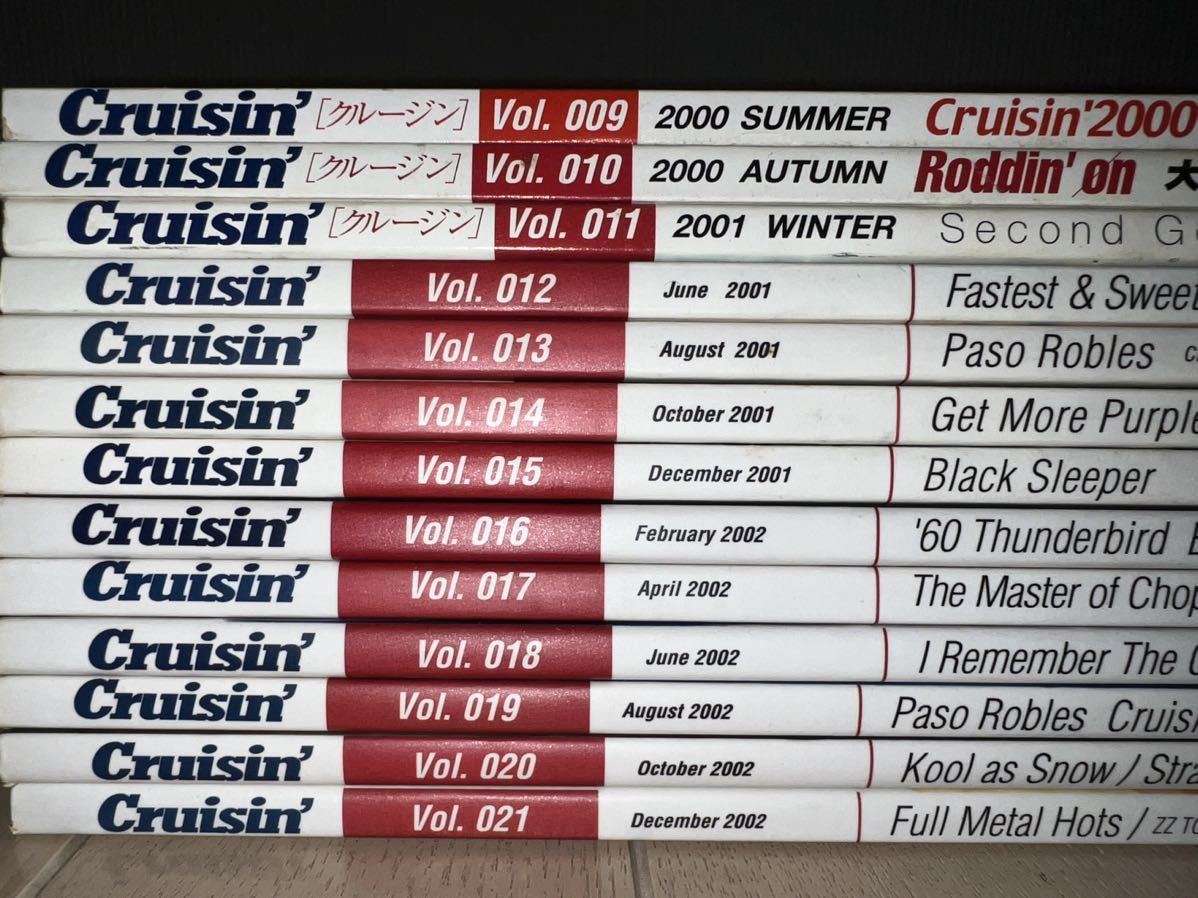 Cruisin' [クルージン] Vol. 009 2000 SUMMER Cruisin'2000
Cruisin' [クルージン] Vol. 010 2000 AUTUMN Roddin' øn
Cruisin' [クルージン] Vol. 011 2001 WINTER Second
Cruisin' Vol. 012 June 2001 Fastest & Sweet
Cruisin' Vol. 013 August 2001 Paso Robles
Cruisin' Vol. 014 October 2001 Get More Purple
Cruisin' Vol. 015 December 2001 Black Sleeper
Cruisin' Vol. 016 February 2002 '60 Thunderbird
Cruisin' Vol. 017 April 2002 The Master of Chop
Cruisin' Vol. 018 June 2002 I Remember The
Cruisin' Vol. 019 August 2002 Paso Robles Cruis
Cruisin' Vol. 020 October 2002 Kool as Snow / Stra
Cruisin' Vol. 021 December 2002 Full Metal Hots / ZZ TO